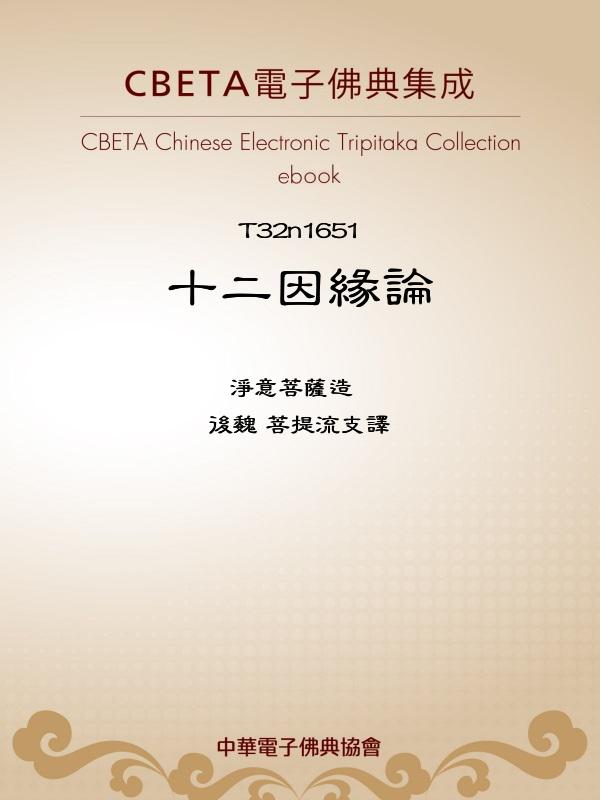 CBETA電子佛典集成
CBETA Chinese Electronic Tripitaka Collection
ebook
T32n1651
十二因緣論
淨意菩薩造
後魏 菩提流支譯
中華電子佛典協會